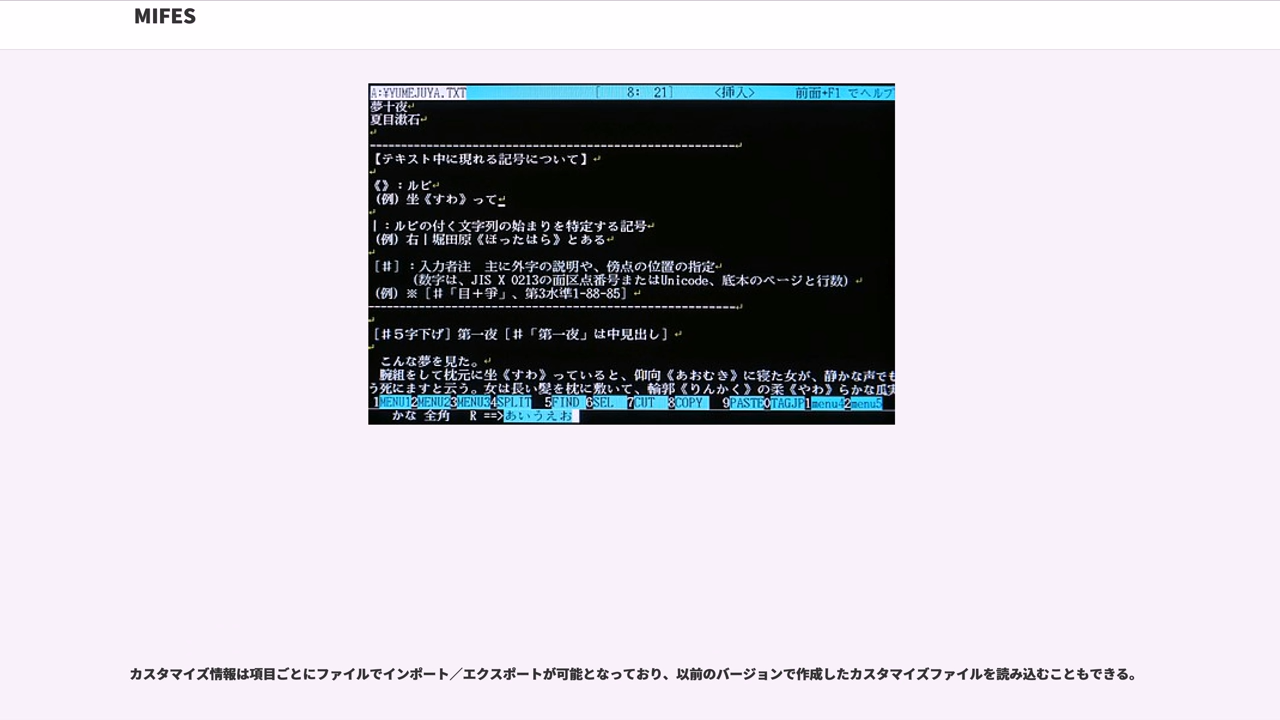 MIFES
A:¥YUMEJUYA.TXT [ 8: 21] <挿入> 前面+F1 でヘルプ
夢十夜↵
夏目漱石↵
↵
-------------------------------------------------------↵
【テキスト中に現れる記号について】↵
↵
《》:ルビ↵
(例)坐《すわ》って↵
↵
|:ルビの付く文字列の始まりを特定する記号↵
(例)右|堀田原《ほったはら》とある↵
↵
[#]:入力者注 主に外字の説明や、傍点の位置の指定↵
(数字は、JIS X 0213の面区点番号またはUnicode、底本のページと行数)↵
(例)※[#「目+爭」、第3水準1-88-85]↵
-------------------------------------------------------↵
↵
[#5字下げ]第一夜[#「第一夜」は中見出し]↵
↵
こんな夢を見た。↵
腕組をして枕元に坐《すわ》っていると、仰向《あおむき》に寝た女が、静かな声でも
う死にますと云う。女は長い髪を枕に敷いて、輪郭《りんかく》の柔《やわ》らかな瓜実
1MENU1 2MENU2 3MENU3 4SPLIT 5FIND 6SEL 7CUT 8COPY 9PASTE 0TAGJP 1menu4 2menu5
かな 全角 R ==>あいうえお
カスタマイズ情報は項目ごとにファイルでインポート/エクスポートが可能となっており、以前のバージョンで作成したカスタマイズファイルを読み込むこともできる。